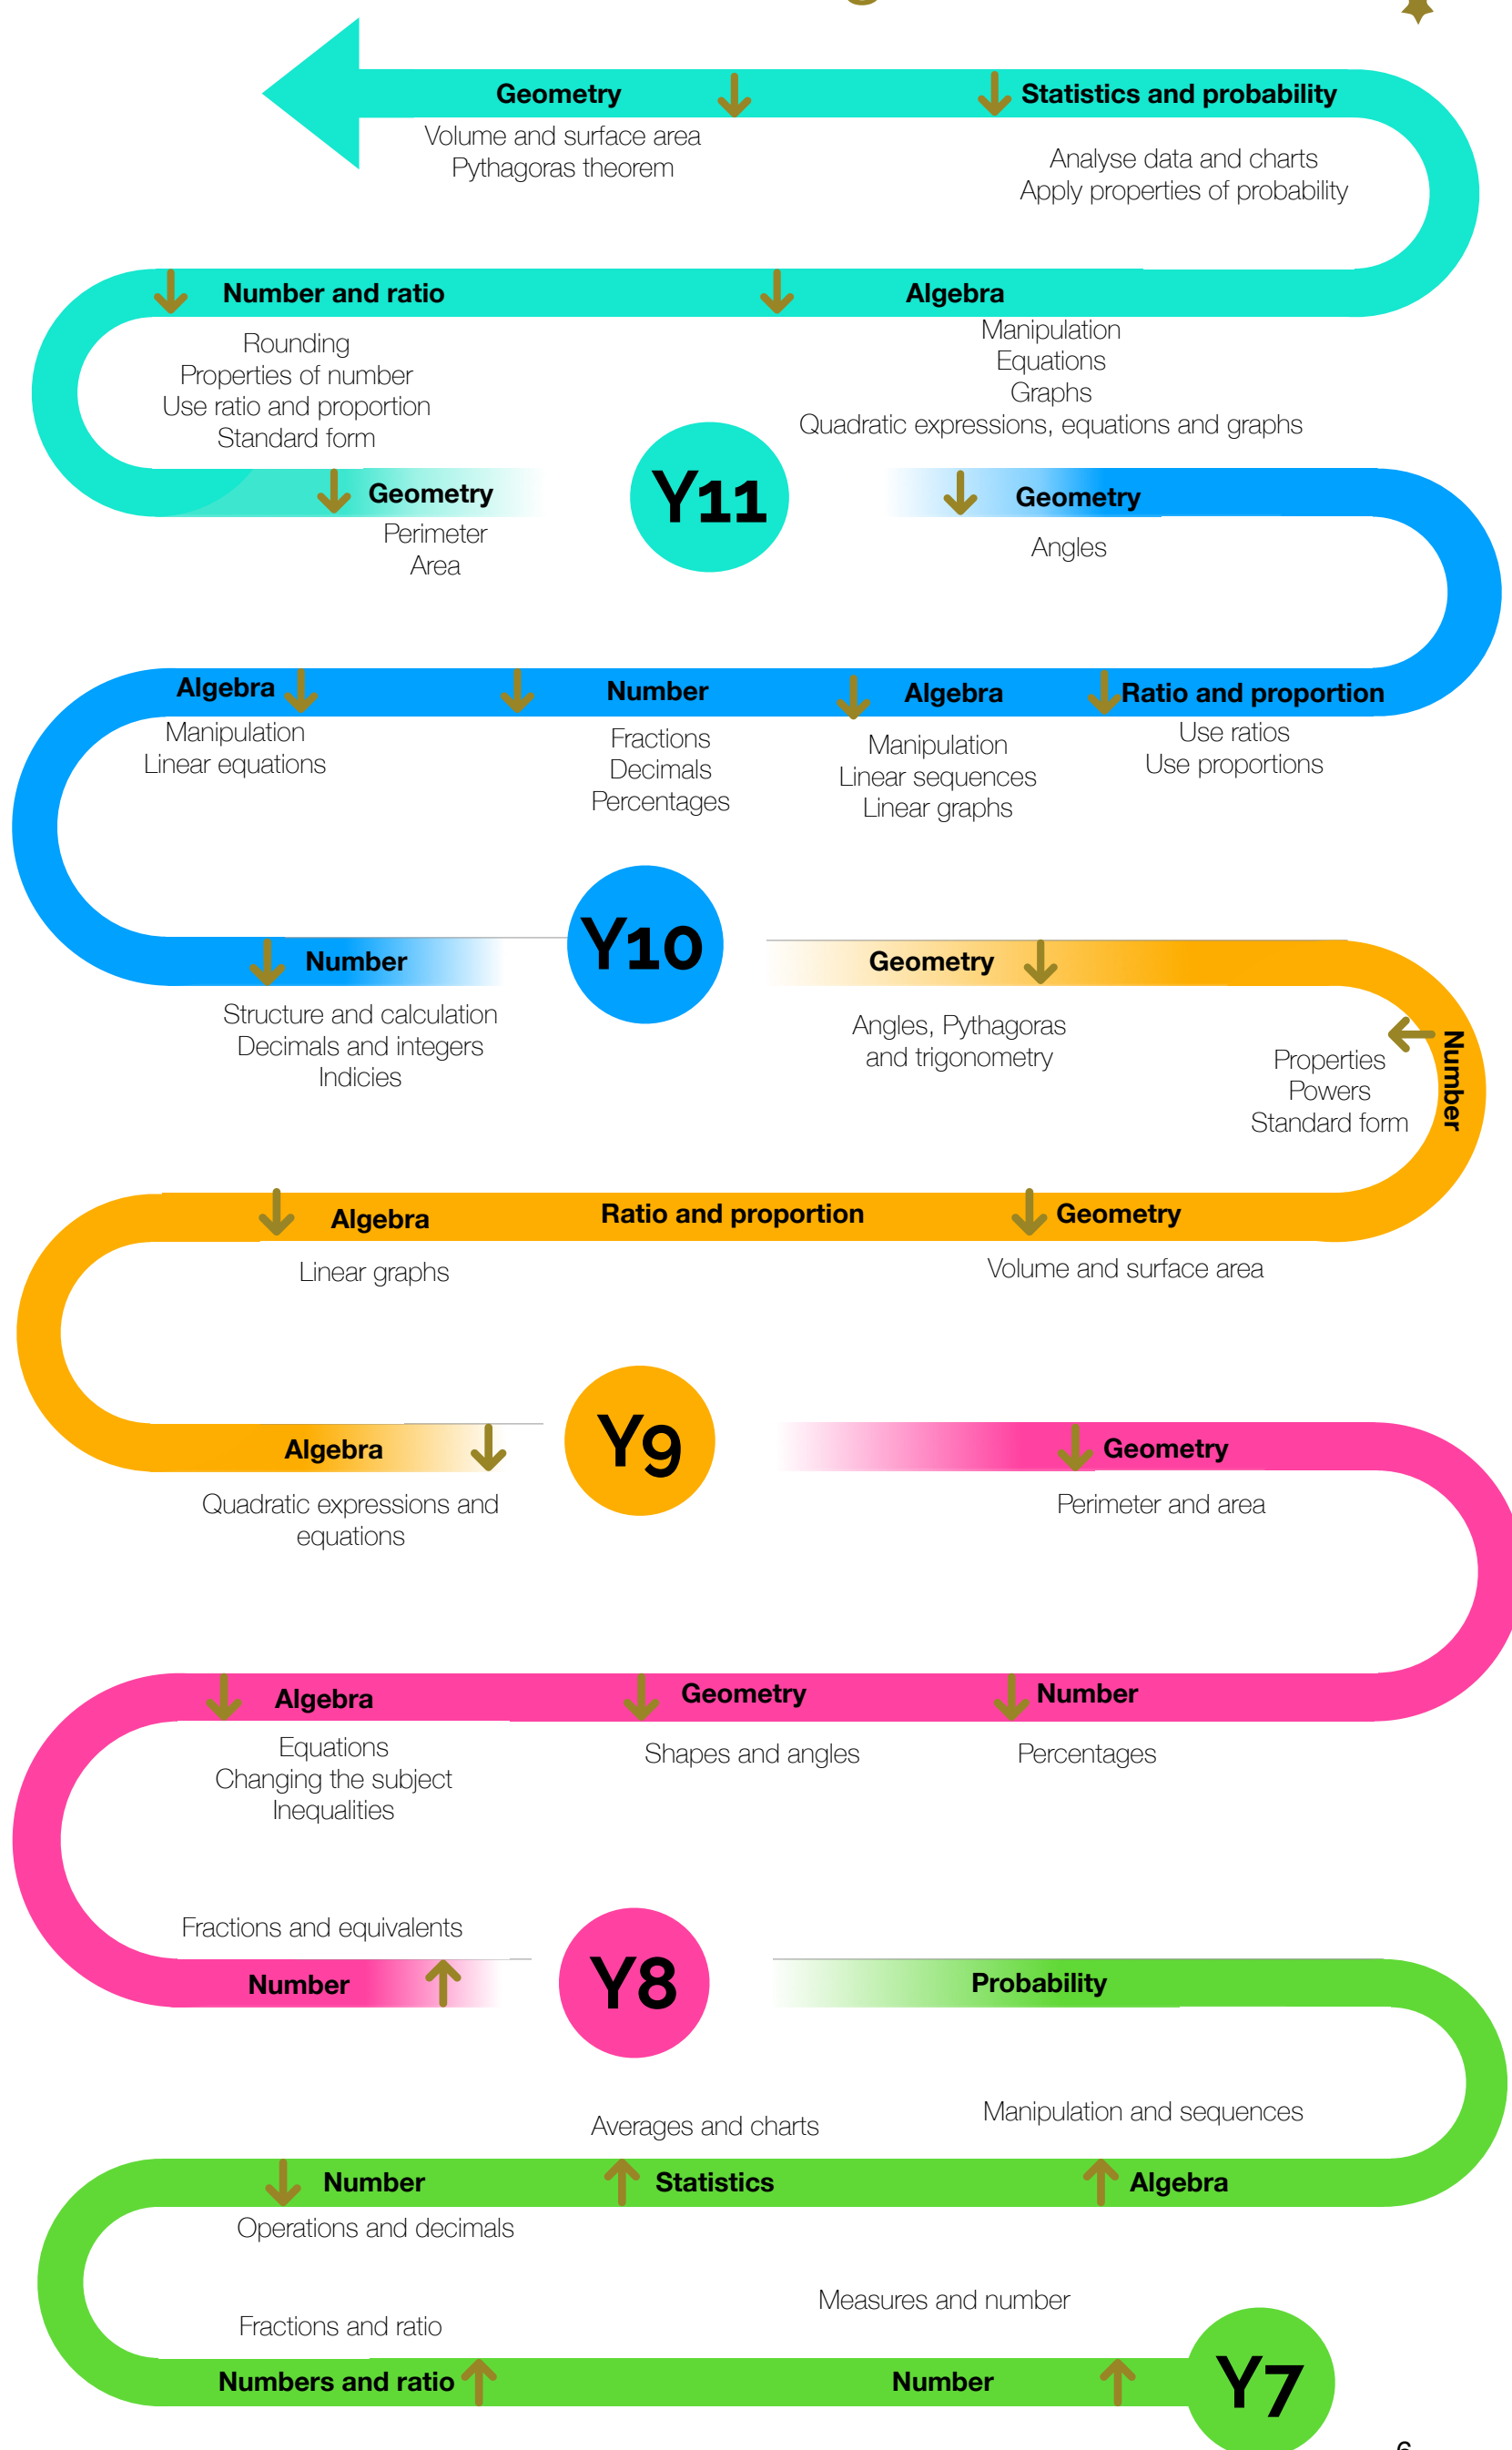 Geometry
Statistics and probability
Volume and surface area
Pythagoras theorem
Analyse data and charts
Apply properties of probability
Number and ratio
Algebra
Rounding
Properties of number
Use ratio and proportion
Standard form
Manipulation
Equations
Graphs
Quadratic expressions, equations and graphs
Geometry
Perimeter
Area
Y11
Geometry
Angles
Algebra
Manipulation
Linear equations
Number
Fractions
Decimals
Percentages
Algebra
Manipulation
Linear sequences
Linear graphs
Ratio and proportion
Use ratios
Use proportions
Number
Structure and calculation
Decimals and integers
Indicies
Y10
Geometry
Angles, Pythagoras
and trigonometry
Number
Properties
Powers
Standard form
Algebra
Linear graphs
Ratio and proportion
Geometry
Volume and surface area
Algebra
Quadratic expressions and
equations
Y9
Geometry
Perimeter and area
Algebra
Equations
Changing the subject
Inequalities
Geometry
Shapes and angles
Number
Percentages
Fractions and equivalents
Number
Y8
Probability
Averages and charts
Manipulation and sequences
Number
Statistics
Algebra
Operations and decimals
Measures and number
Fractions and ratio
Numbers and ratio
Number
Y7